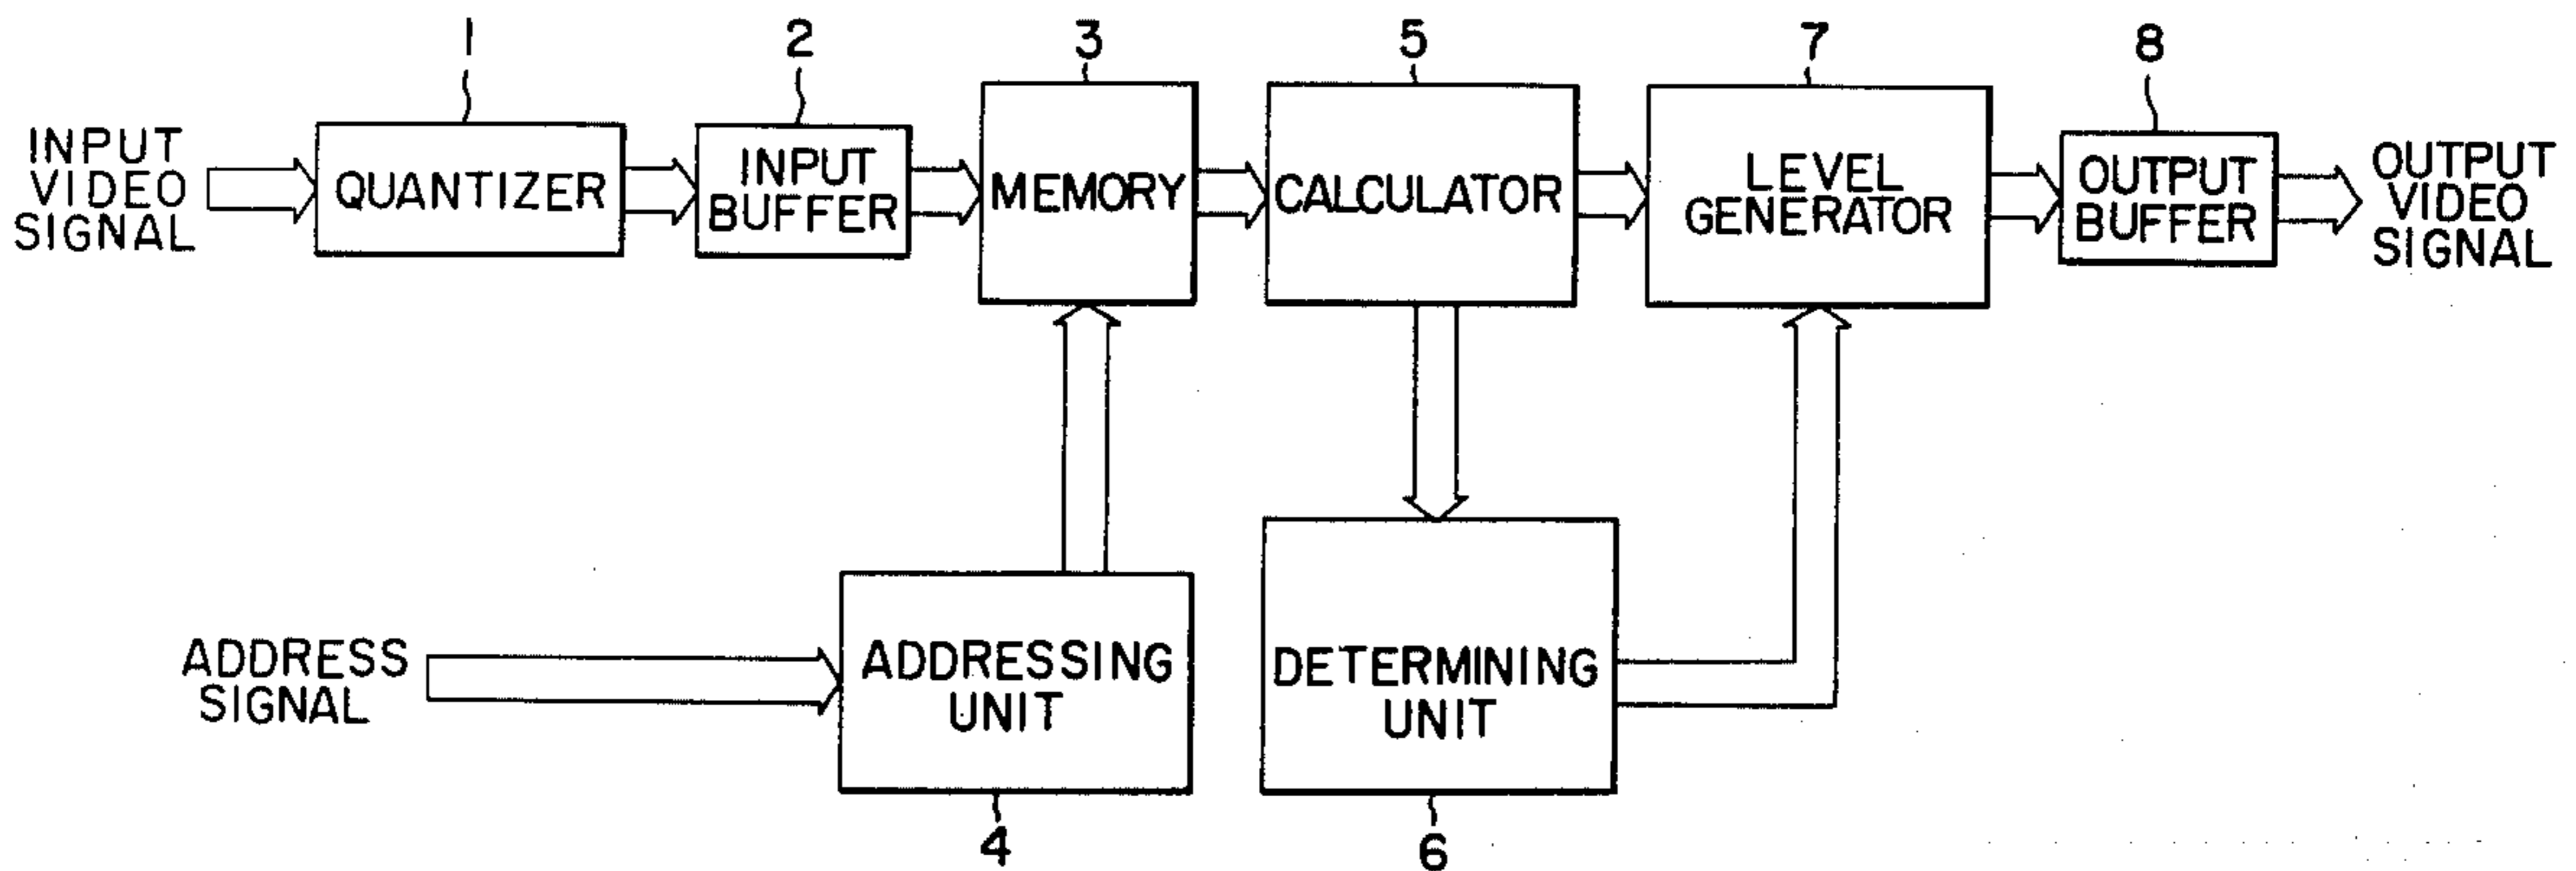 1
2
3
5
7
8
INPUT
VIDEO
SIGNAL
QUANTIZER
INPUT
BUFFER
MEMORY
CALCULATOR
LEVEL
GENERATOR
OUTPUT
BUFFER
OUTPUT
VIDEO
SIGNAL
ADDRESS
SIGNAL
ADDRESSING
UNIT
DETERMINING
UNIT
4
6